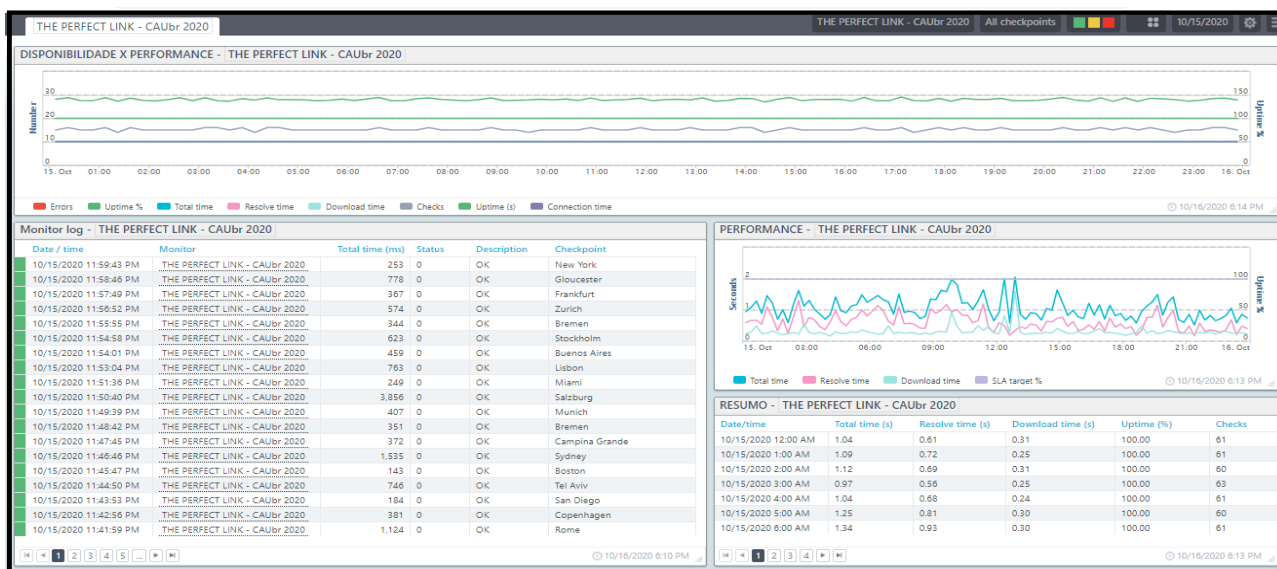 THE PERFECT LINK - CAUbr 2020
THE PERFECT LINK - CAUbr 2020 All checkpoints 10/15/2020
DISPONIBILIDADE X PERFORMANCE - THE PERFECT LINK - CAUbr 2020
Number
30
20
10
0
150
100
50
0
Uptime %
15. Oct 01:00 02:00 03:00 04:00 05:00 06:00 07:00 08:00 09:00 10:00 11:00 12:00 13:00 14:00 15:00 16:00 17:00 18:00 19:00 20:00 21:00 22:00 23:00 16. Oct
Errors Uptime % Total time Resolve time Download time Checks Uptime (s) Connection time
10/16/2020 6:14 PM
Monitor log - THE PERFECT LINK - CAUbr 2020
Date / time Monitor Total time (ms) Status Description Checkpoint
10/15/2020 11:59:43 PM THE PERFECT LINK - CAUbr 2020 253 0 OK New York
10/15/2020 11:58:46 PM THE PERFECT LINK - CAUbr 2020 778 0 OK Gloucester
10/15/2020 11:57:49 PM THE PERFECT LINK - CAUbr 2020 367 0 OK Frankfurt
10/15/2020 11:56:52 PM THE PERFECT LINK - CAUbr 2020 574 0 OK Zurich
10/15/2020 11:55:55 PM THE PERFECT LINK - CAUbr 2020 344 0 OK Bremen
10/15/2020 11:54:58 PM THE PERFECT LINK - CAUbr 2020 623 0 OK Stockholm
10/15/2020 11:54:01 PM THE PERFECT LINK - CAUbr 2020 459 0 OK Buenos Aires
10/15/2020 11:53:04 PM THE PERFECT LINK - CAUbr 2020 763 0 OK Lisbon
10/15/2020 11:51:36 PM THE PERFECT LINK - CAUbr 2020 249 0 OK Miami
10/15/2020 11:50:40 PM THE PERFECT LINK - CAUbr 2020 3,856 0 OK Salzburg
10/15/2020 11:49:39 PM THE PERFECT LINK - CAUbr 2020 407 0 OK Munich
10/15/2020 11:48:42 PM THE PERFECT LINK - CAUbr 2020 351 0 OK Bremen
10/15/2020 11:47:45 PM THE PERFECT LINK - CAUbr 2020 372 0 OK Campina Grande
10/15/2020 11:46:46 PM THE PERFECT LINK - CAUbr 2020 1,535 0 OK Sydney
10/15/2020 11:45:47 PM THE PERFECT LINK - CAUbr 2020 143 0 OK Boston
10/15/2020 11:44:50 PM THE PERFECT LINK - CAUbr 2020 746 0 OK Tel Aviv
10/15/2020 11:43:53 PM THE PERFECT LINK - CAUbr 2020 184 0 OK San Diego
10/15/2020 11:42:56 PM THE PERFECT LINK - CAUbr 2020 381 0 OK Copenhagen
10/15/2020 11:41:59 PM THE PERFECT LINK - CAUbr 2020 1,124 0 OK Rome
1 2 3 4 5 ...
10/16/2020 6:10 PM
PERFORMANCE - THE PERFECT LINK - CAUbr 2020
Seconds
2
1
0
100
50
0
Uptime %
15. Oct 03:00 06:00 09:00 12:00 15:00 18:00 21:00 16. Oct
Total time Resolve time Download time SLA target %
10/16/2020 6:13 PM
RESUMO - THE PERFECT LINK - CAUbr 2020
Date/time Total time (s) Resolve time (s) Download time (s) Uptime (%) Checks
10/15/2020 12:00 AM 1.04 0.61 0.31 100.00 61
10/15/2020 1:00 AM 1.09 0.72 0.25 100.00 61
10/15/2020 2:00 AM 1.12 0.69 0.31 100.00 60
10/15/2020 3:00 AM 0.97 0.56 0.25 100.00 63
10/15/2020 4:00 AM 1.04 0.68 0.24 100.00 61
10/15/2020 5:00 AM 1.25 0.81 0.30 100.00 60
10/15/2020 6:00 AM 1.34 0.93 0.30 100.00 61
1 2 3 4
10/16/2020 6:13 PM